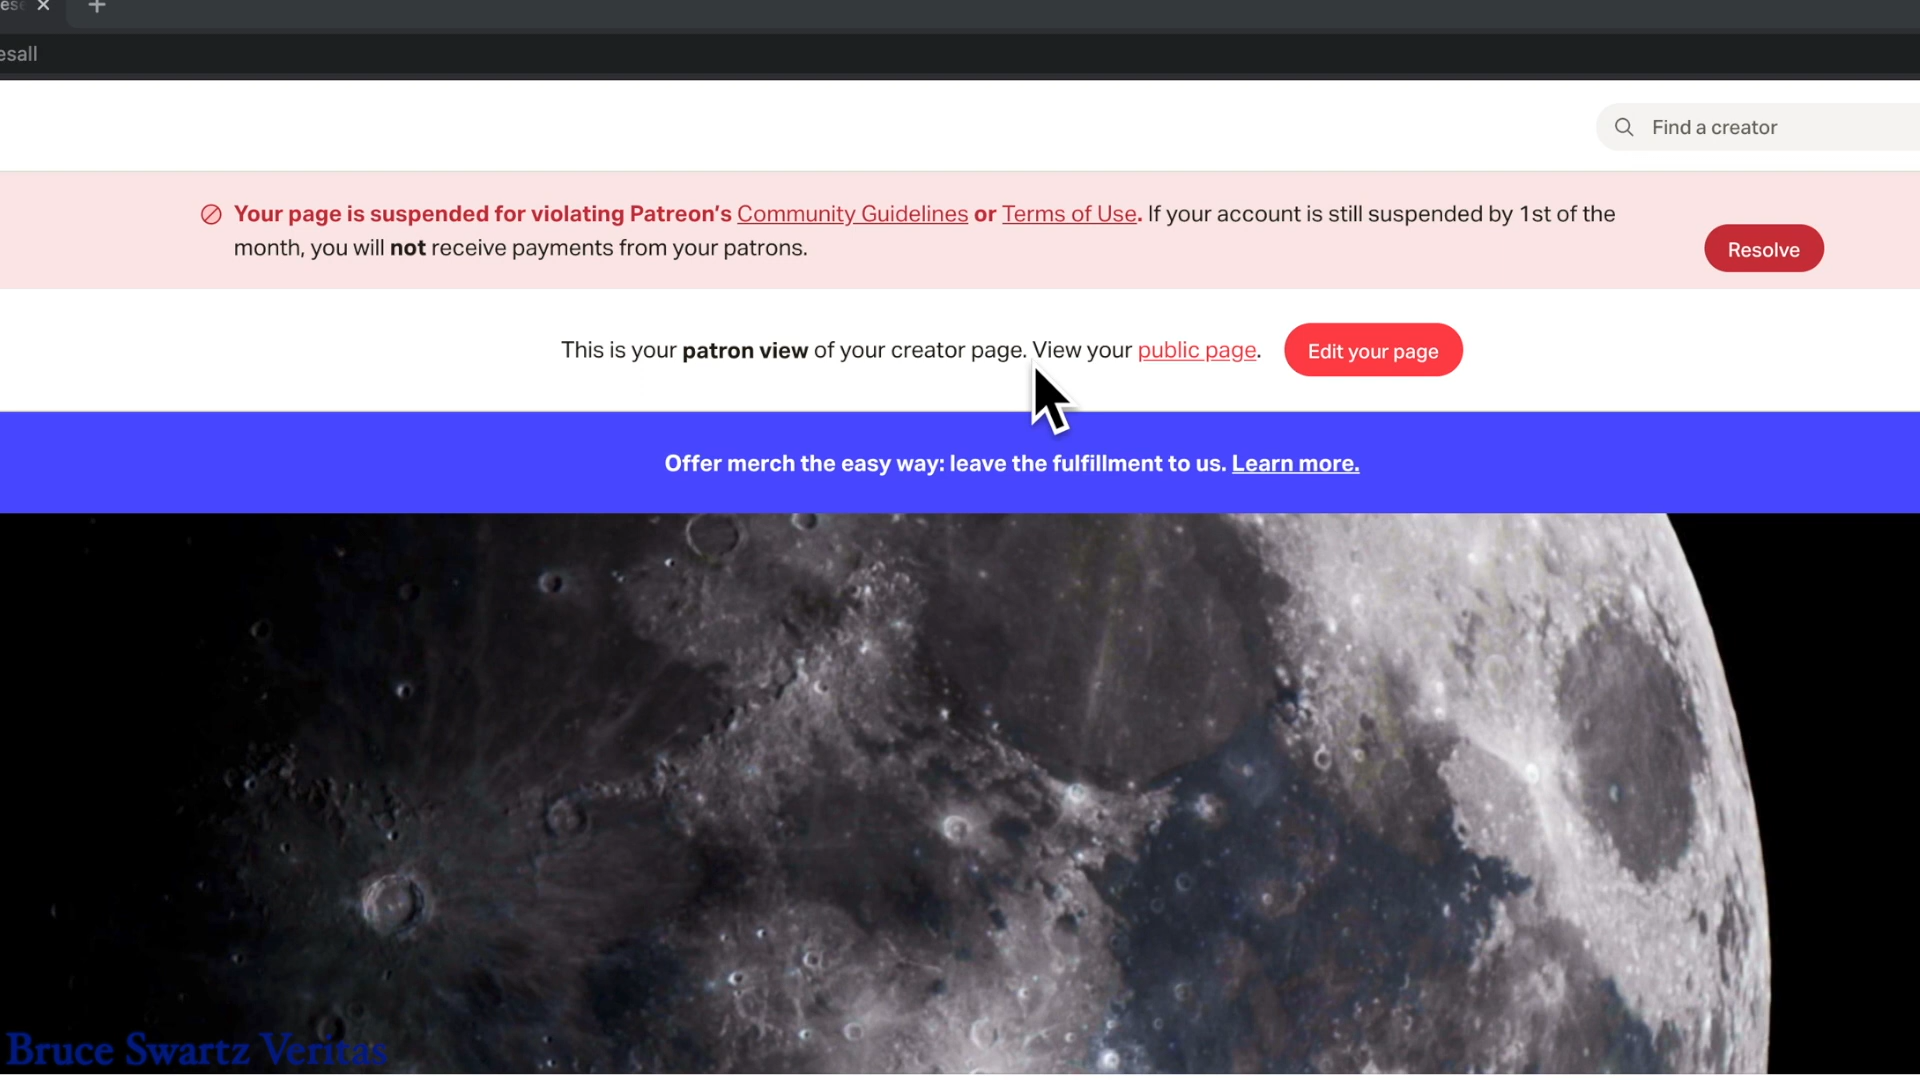 esall
Find a creator
Your page is suspended for violating Patreon's Community Guidelines or Terms of Use. If your account is still suspended by 1st of the
month, you will not receive payments from your patrons.
Resolve
This is your patron view of your creator page. View your public page.
Edit your page
Offer merch the easy way: leave the fulfillment to us. Learn more.
Bruce Swartz Veritas